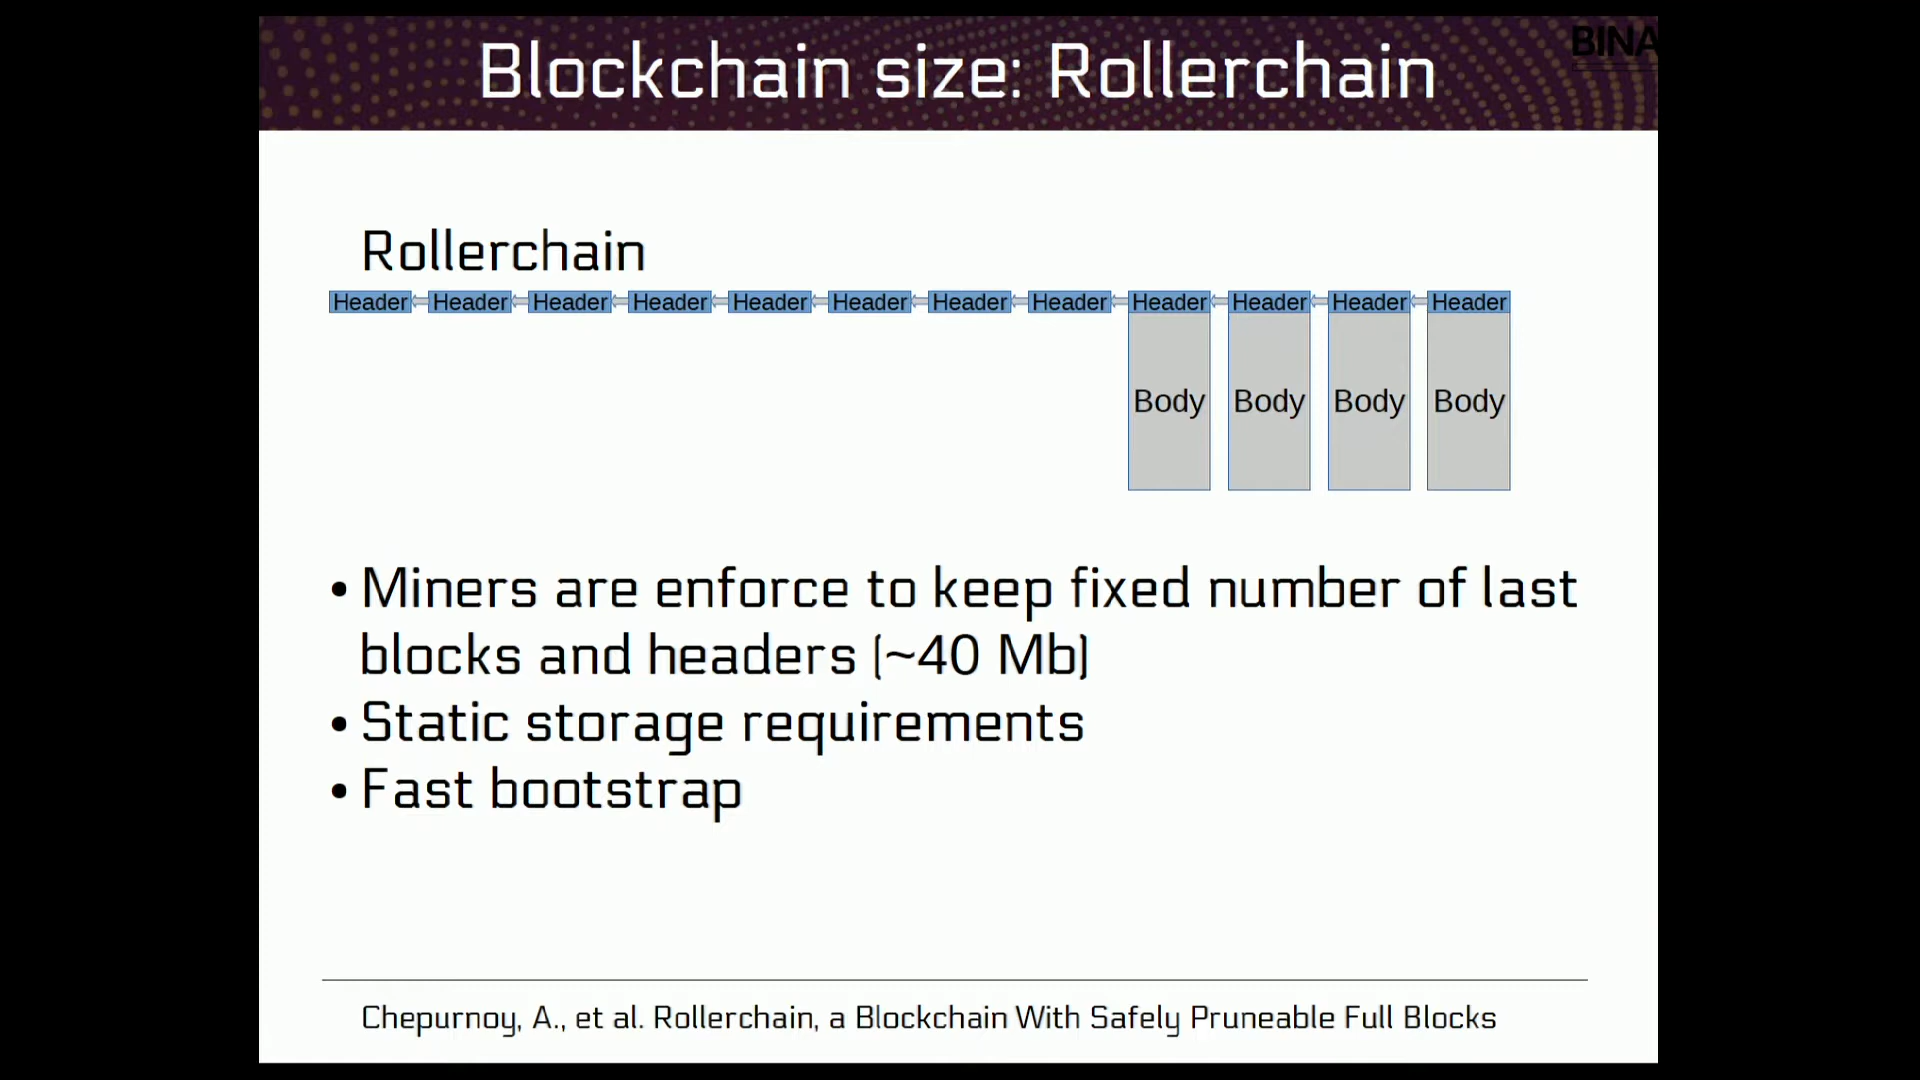 BINA
Blockchain size: Rollerchain
Rollerchain
Header Header Header Header Header Header Header Header Header Header Header Header
Body Body Body Body
• Miners are enforce to keep fixed number of last
blocks and headers (~40 Mb)
• Static storage requirements
• Fast bootstrap
Chepurnoy, A., et al. Rollerchain, a Blockchain With Safely Pruneable Full Blocks